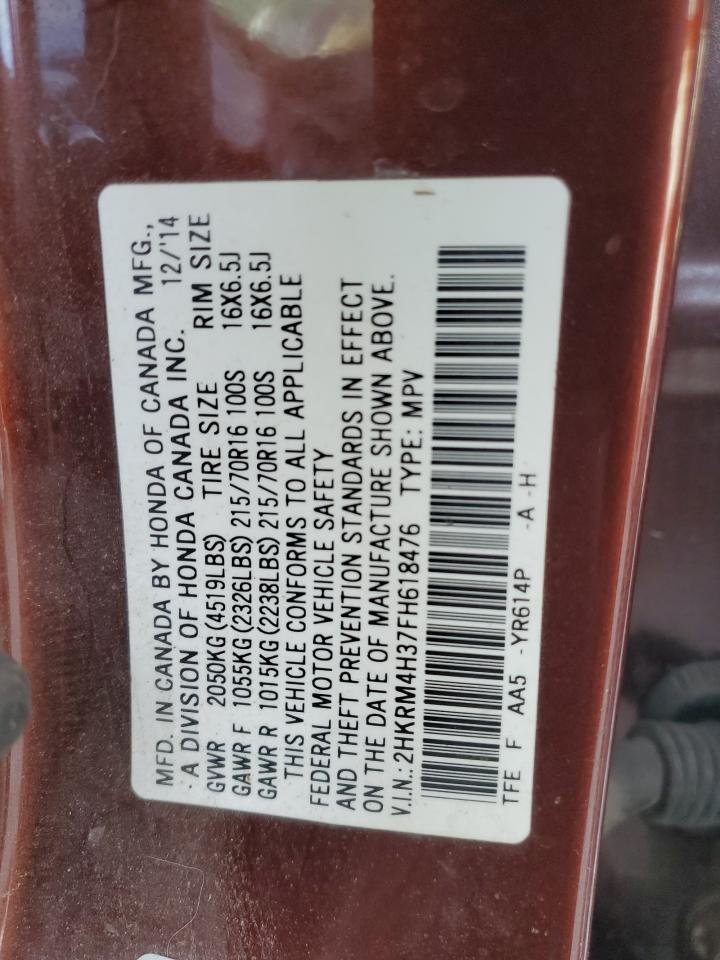 MFD. IN CANADA BY HONDA OF CANADA MFG.,
A DIVISION OF HONDA CANADA INC. 12/'14
GVWR 2050KG (4519LBS) TIRE SIZE RIM SIZE
GAWR F 1055KG (2326LBS) 215/70R16 100S 16X6.5J
GAWR R 1015KG (2238LBS) 215/70R16 100S 16X6.5J
THIS VEHICLE CONFORMS TO ALL APPLICABLE
FEDERAL MOTOR VEHICLE SAFETY
AND THEFT PREVENTION STANDARDS IN EFFECT
ON THE DATE OF MANUFACTURE SHOWN ABOVE.
V.I.N.: 2HKRM4H37FH618476 TYPE: MPV
TFE F AA5 -YR614P -A -H